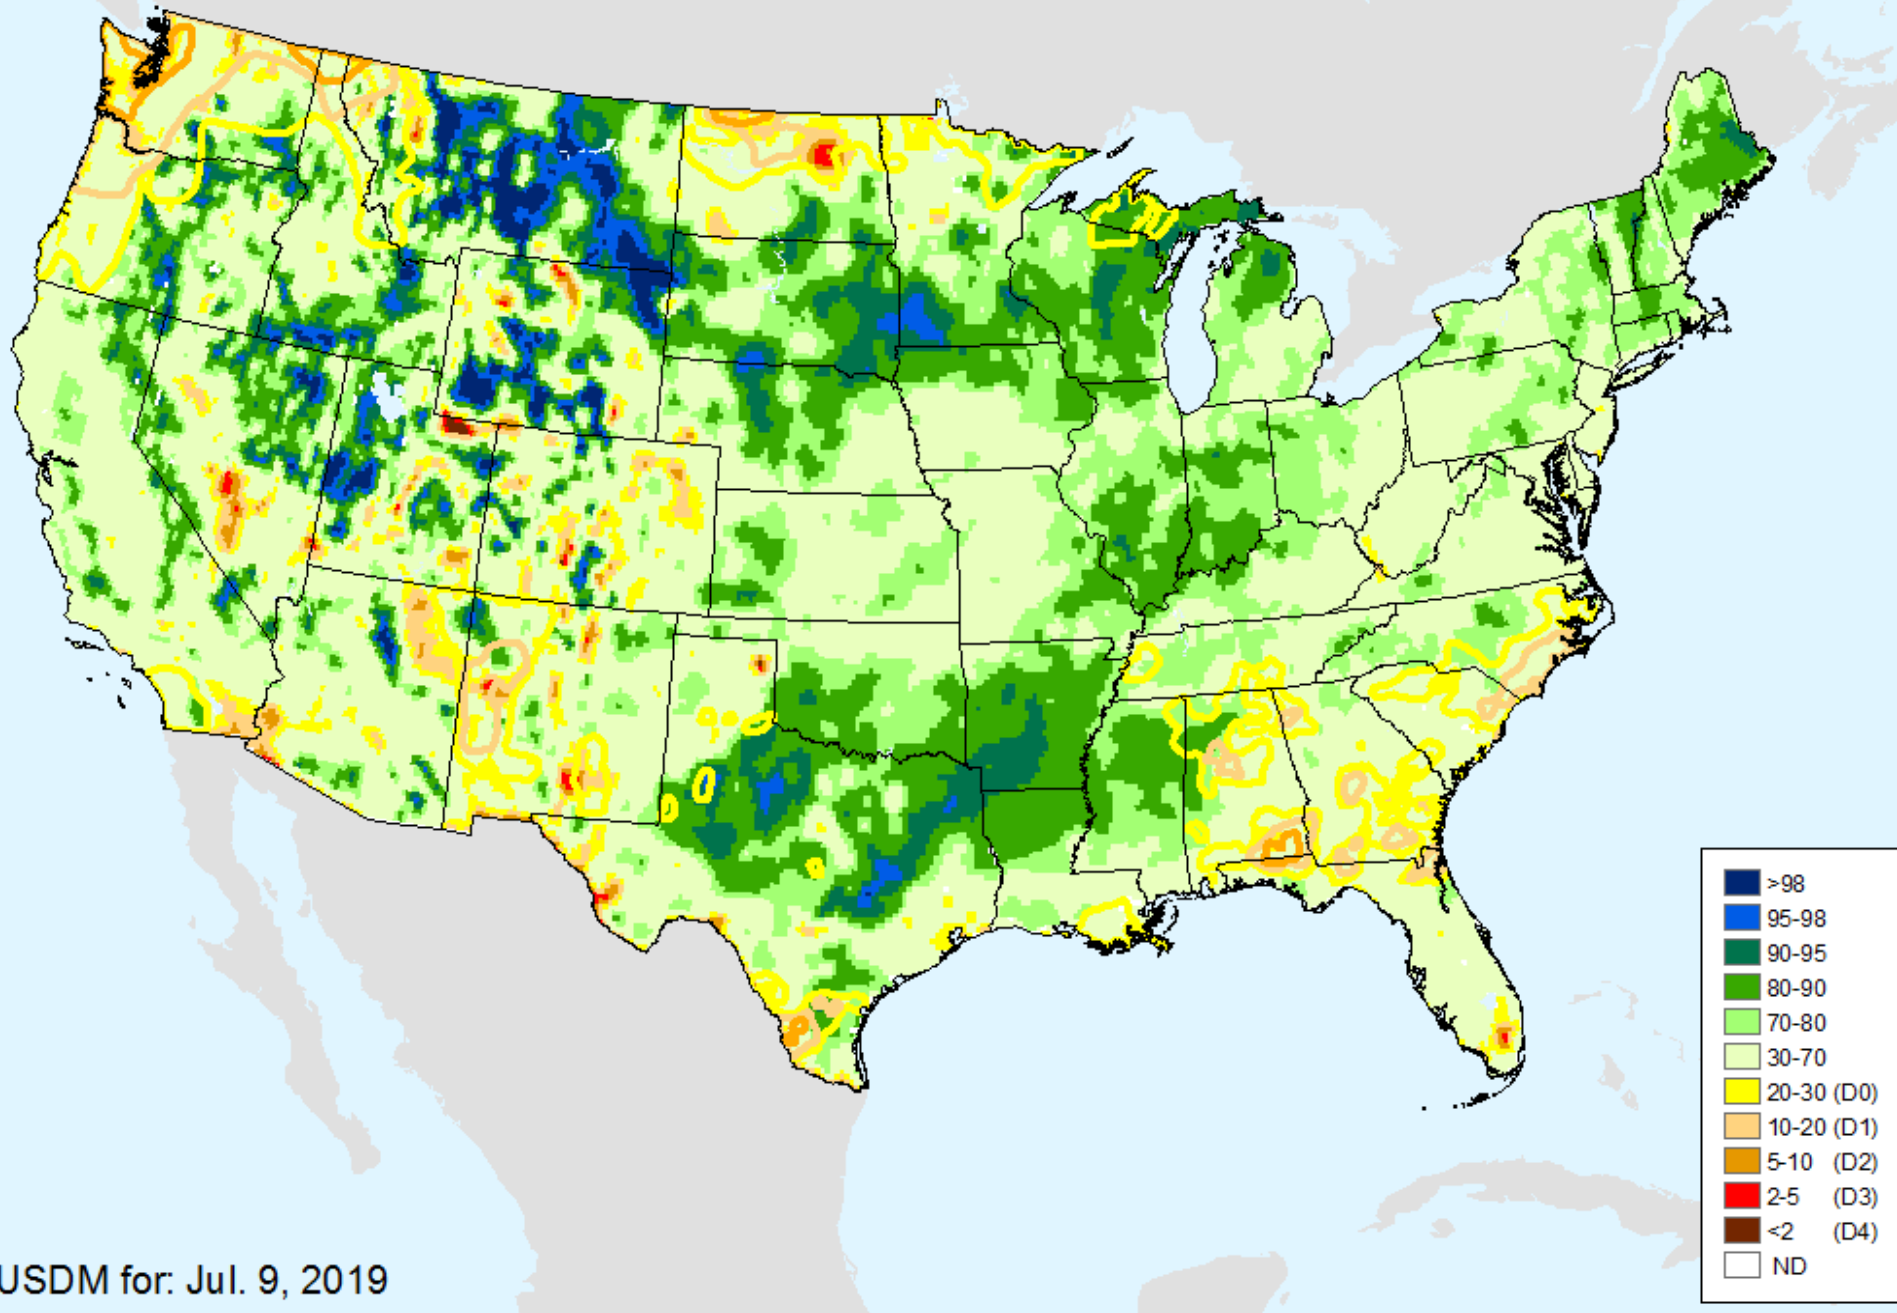 >98
95-98
90-95
80-90
70-80
30-70
20-30 (D0)
10-20 (D1)
5-10 (D2)
2-5 (D3)
<2 (D4)
ND
USDM for: Jul. 9, 2019